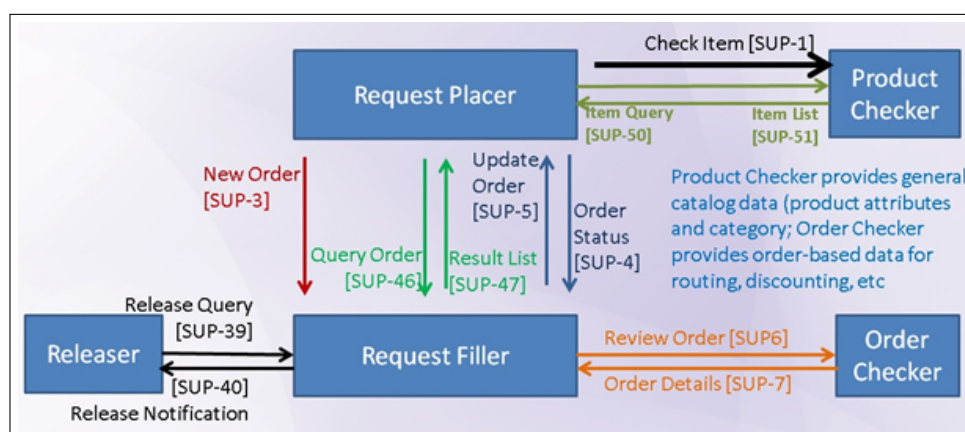 Check Item [SUP-1]
Request Placer
Product
Checker
Item Query
[SUP-50]
Item List
[SUP-51]
New Order
[SUP-3]
Update
Order
[SUP-5]
Order
Status
[SUP-4]
Query Order
[SUP-46]
Result List
[SUP-47]
Product Checker provides general
catalog data (product attributes
and category; Order Checker
provides order-based data for
routing, discounting, etc
Release Query
[SUP-39]
Releaser
[SUP-40]
Release Notification
Request Filler
Review Order [SUP6]
Order Details [SUP-7]
Order
Checker